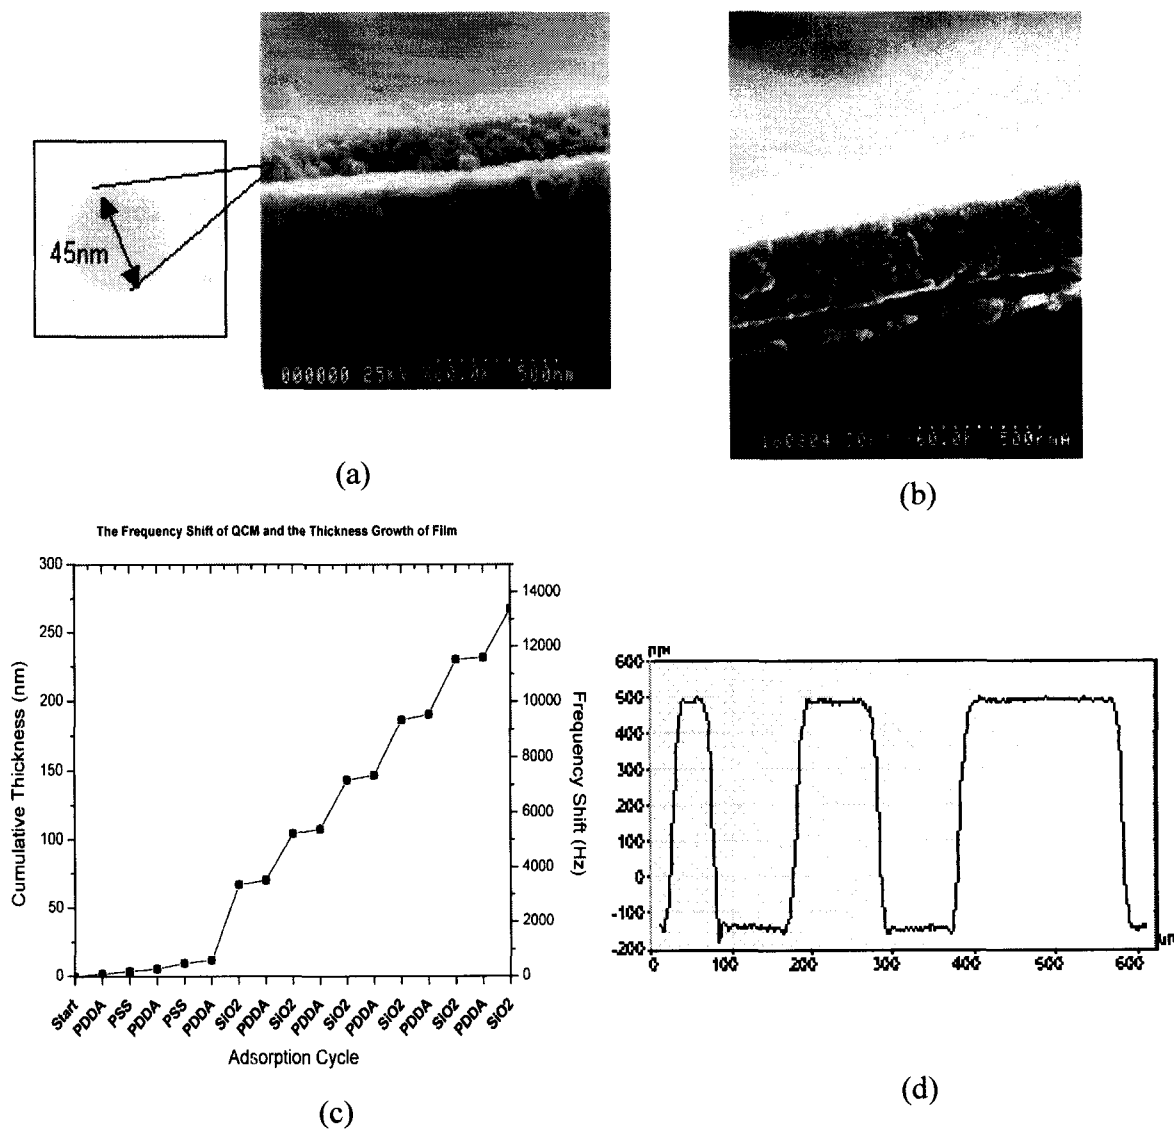 45nm
000000 25kV 500nm
500nm
(a)
(b)
The Frequency Shift of QCM and the Thickness Growth of Film
300
250
200
150
100
50
0
Cumulative Thickness (nm)
14000
12000
10000
8000
6000
4000
2000
0
Frequency Shift (Hz)
Start PDDA PSS PDDA PSS PDDA SiO2 PDDA SiO2 PDDA SiO2 PDDA SiO2 PDDA SiO2 PDDA SiO2
Adsorption Cycle
(c)
600
500
400
300
200
100
0
-100
-200
0 100 200 300 400 500 600
(d)